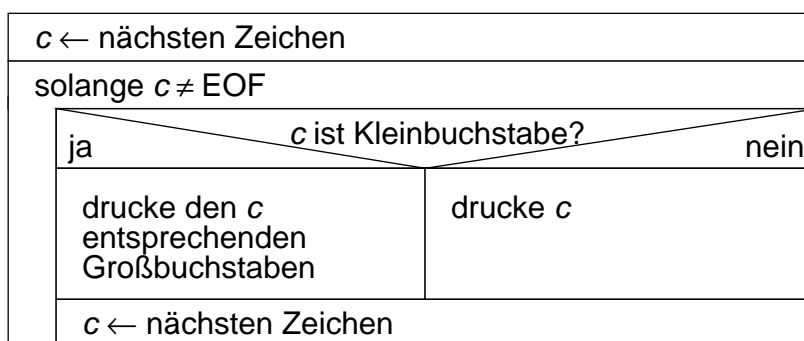 c ← nächsten Zeichen
solange c ≠ EOF
c ist Kleinbuchstabe?
ja
nein
drucke den c
entsprechenden
Großbuchstaben
drucke c
c ← nächsten Zeichen